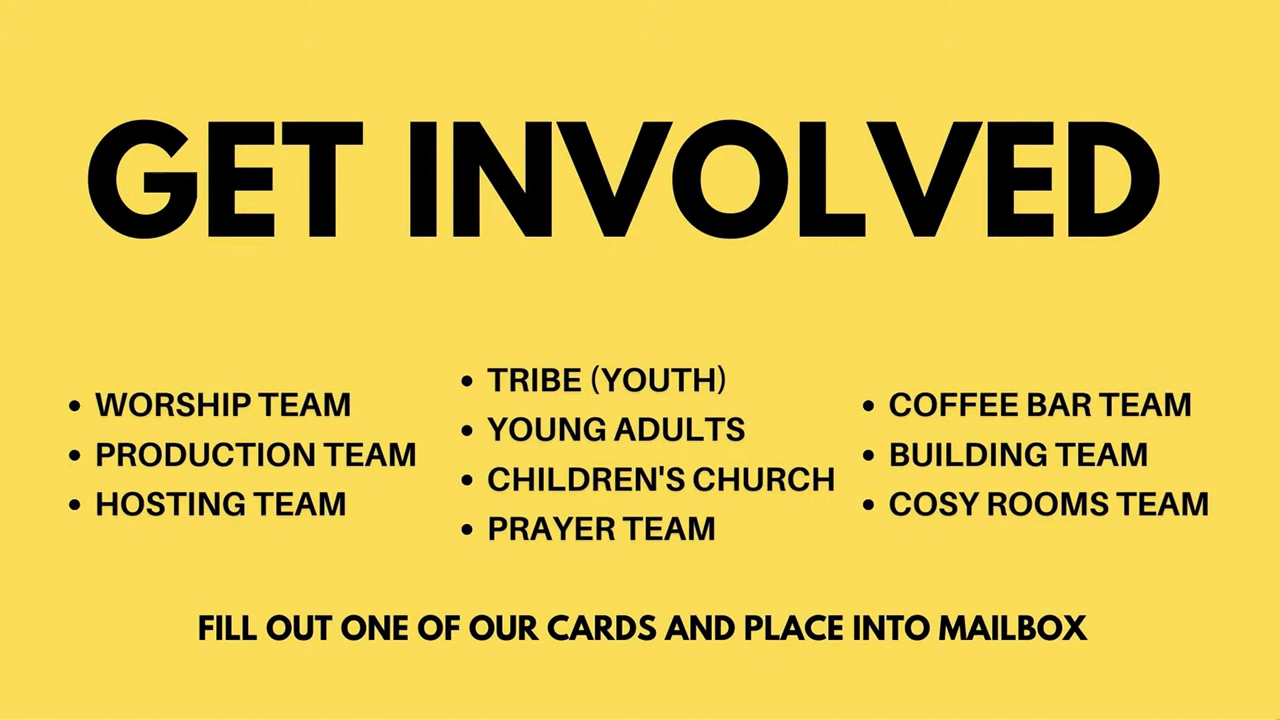 GET INVOLVED
• WORSHIP TEAM
• PRODUCTION TEAM
• HOSTING TEAM
• TRIBE (YOUTH)
• YOUNG ADULTS
• CHILDREN'S CHURCH
• PRAYER TEAM
• COFFEE BAR TEAM
• BUILDING TEAM
• COSY ROOMS TEAM
FILL OUT ONE OF OUR CARDS AND PLACE INTO MAILBOX